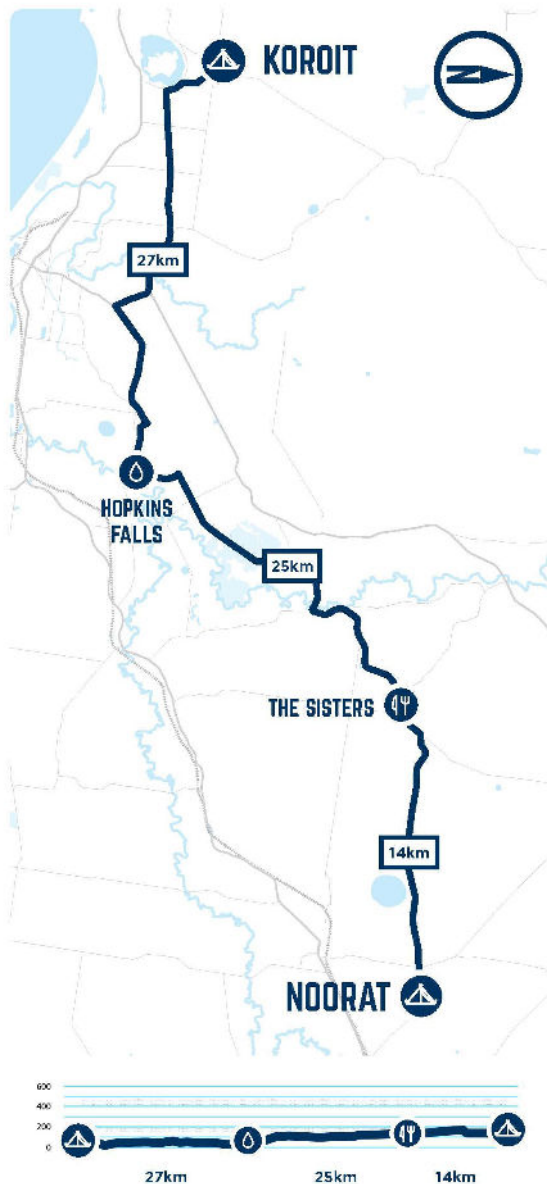 KOROIT
N
27km
HOPKINS
FALLS
25km
THE SISTERS
14km
NOORAT
600
400
200
0
27km
25km
14km